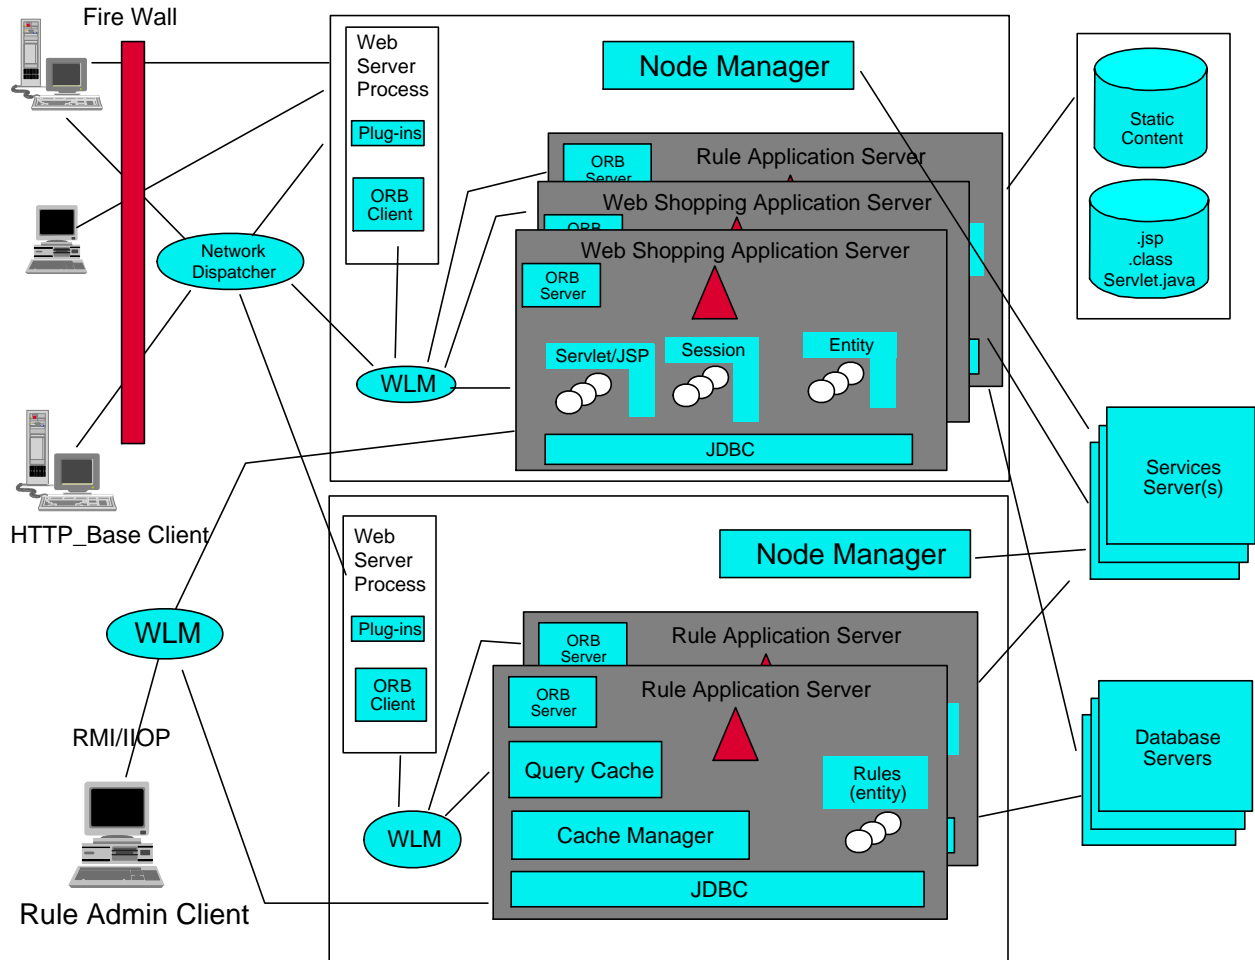 Fire Wall
Web
Server
Process
Plug-ins
ORB
Client
Node Manager
ORB
Server
Rule Application Server
Web Shopping Application Server
ORB
Web Shopping Application Server
ORB
Server
Servlet/JSP
Session
Entity
JDBC
WLM
Network
Dispatcher
Static
Content
.jsp
.class
Servlet.java
Services
Server(s)
HTTP_Base Client
Web
Server
Process
Plug-ins
ORB
Client
Node Manager
WLM
ORB
Server
Rule Application Server
ORB
Server
Rule Application Server
Query Cache
Rules
(entity)
Cache Manager
JDBC
WLM
RMI/IIOP
Rule Admin Client
Database
Servers